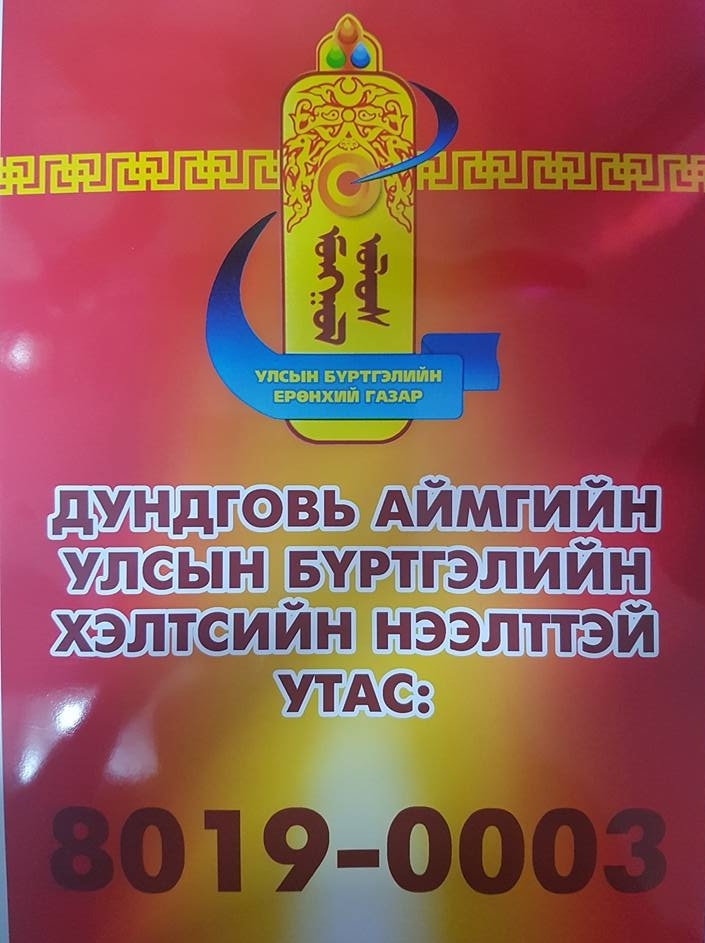 УЛСЫН БҮРТГЭЛИЙН
ЕРӨНХИЙ ГАЗАР
ДУНДГОВЬ АЙМГИЙН
УЛСЫН БҮРТГЭЛИЙН
ХЭЛТСИЙН НЭЭЛТТЭЙ
УТАС:
8019-0003